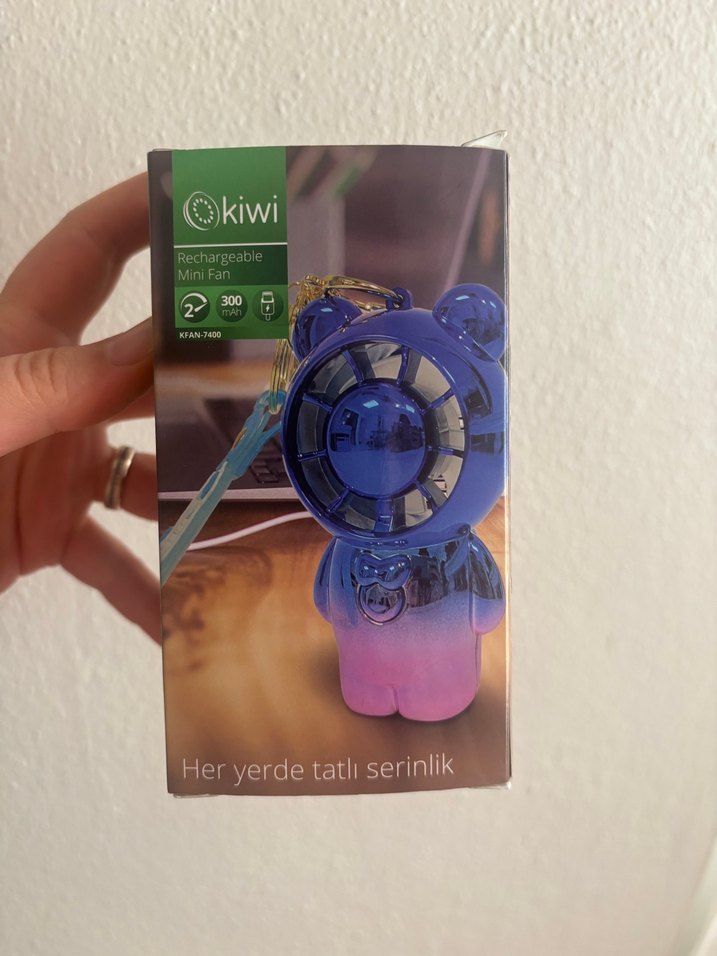 kiwi
Rechargeable
Mini Fan
2
300
mAh
KFAN-7400
Her yerde tatlı serinlik